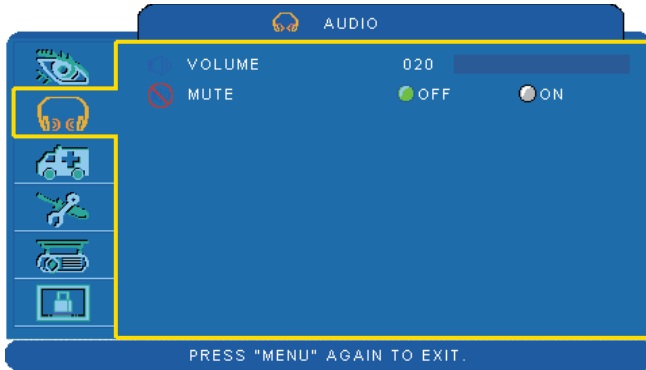 AUDIO
VOLUME 020
MUTE OFF ON
PRESS "MENU" AGAIN TO EXIT.